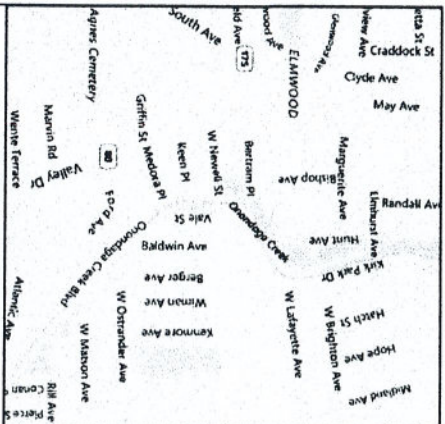 South Ave
Craddock St
Clyde Ave
May Ave
175
ELMWOOD
Agnes Cemetery
Wente Terrace
Marvin Rd
Valley Dr
80
Griffin St
Medora Pl
Keen Pl
W Newell St
Bertram Pl
Bishop Ave
Marguerite Ave
Elmhurst Ave
Randall
Ford Ave
Onondaga Creek Blvd
Vale St
Onondaga Creek
Hunt Ave
Baldwin Ave
Kirk Park Dr
Berger Ave
Wiman Ave
Kenmore Ave
Atlantic Ave
W Ostrander Ave
W Matson Ave
W Lafayette Ave
W Brighton Ave
Hatch St
Hope Ave
Midland Ave
Rill Ave
Conan
Pierce S